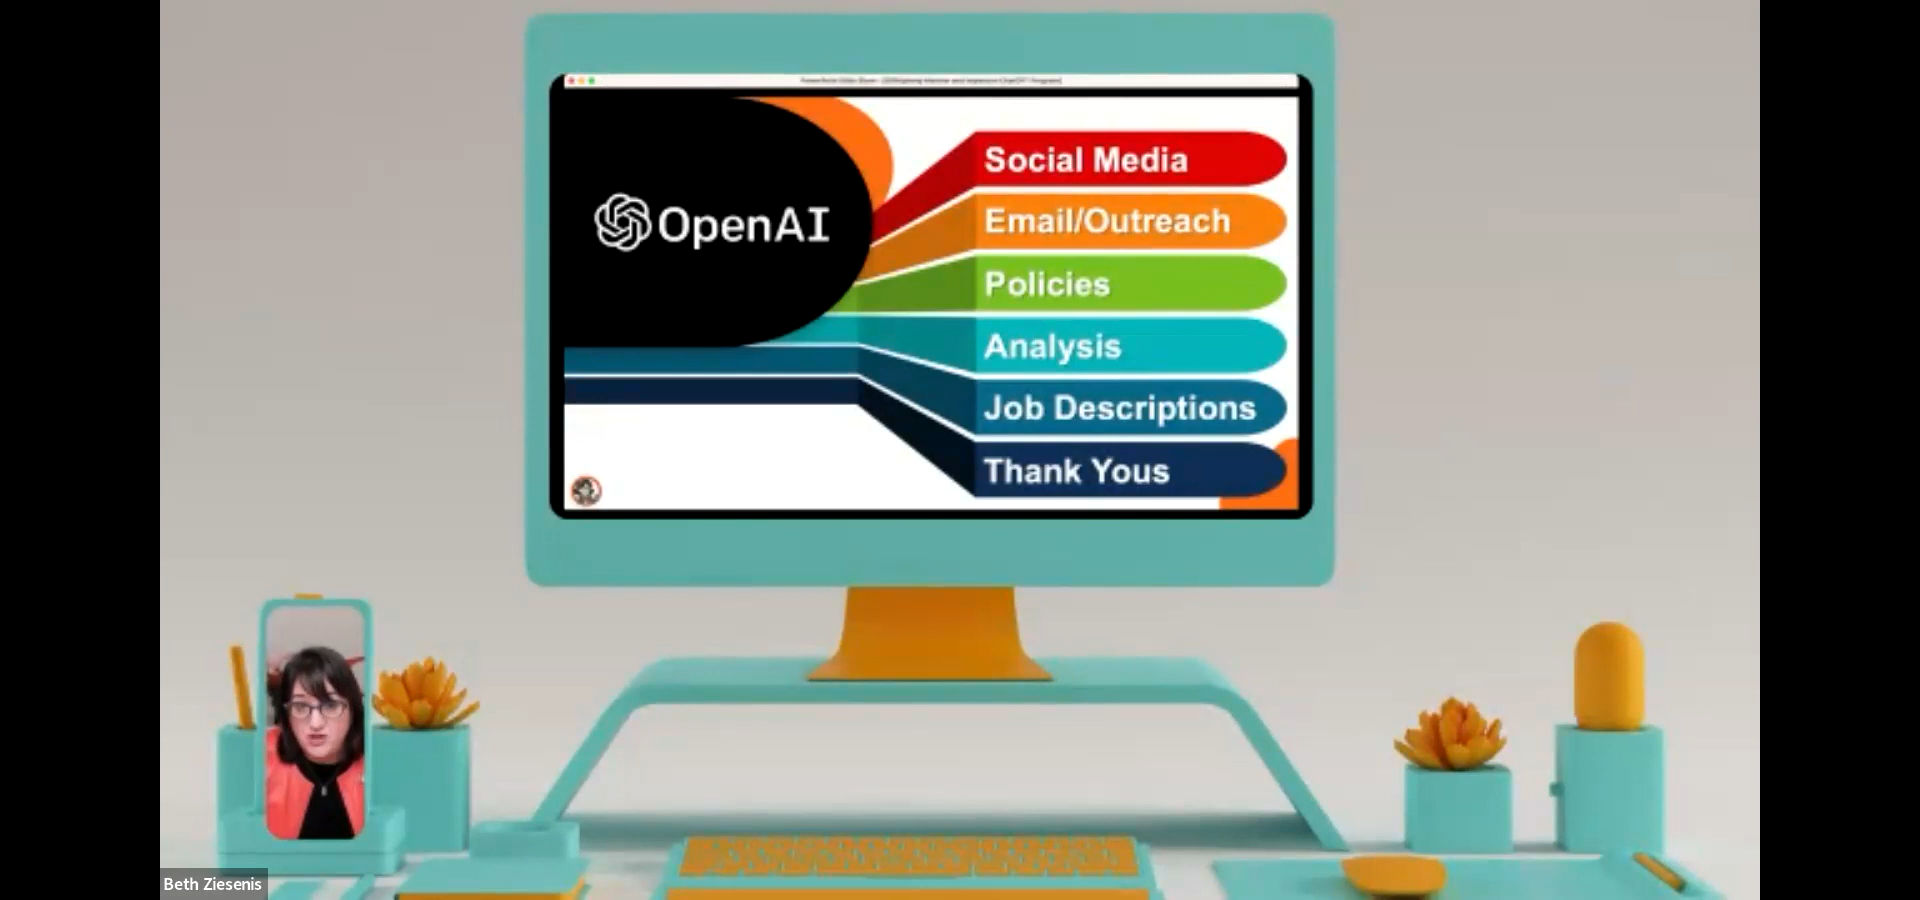 OpenAI
Social Media
Email/Outreach
Policies
Analysis
Job Descriptions
Thank Yous
Beth Ziesenis